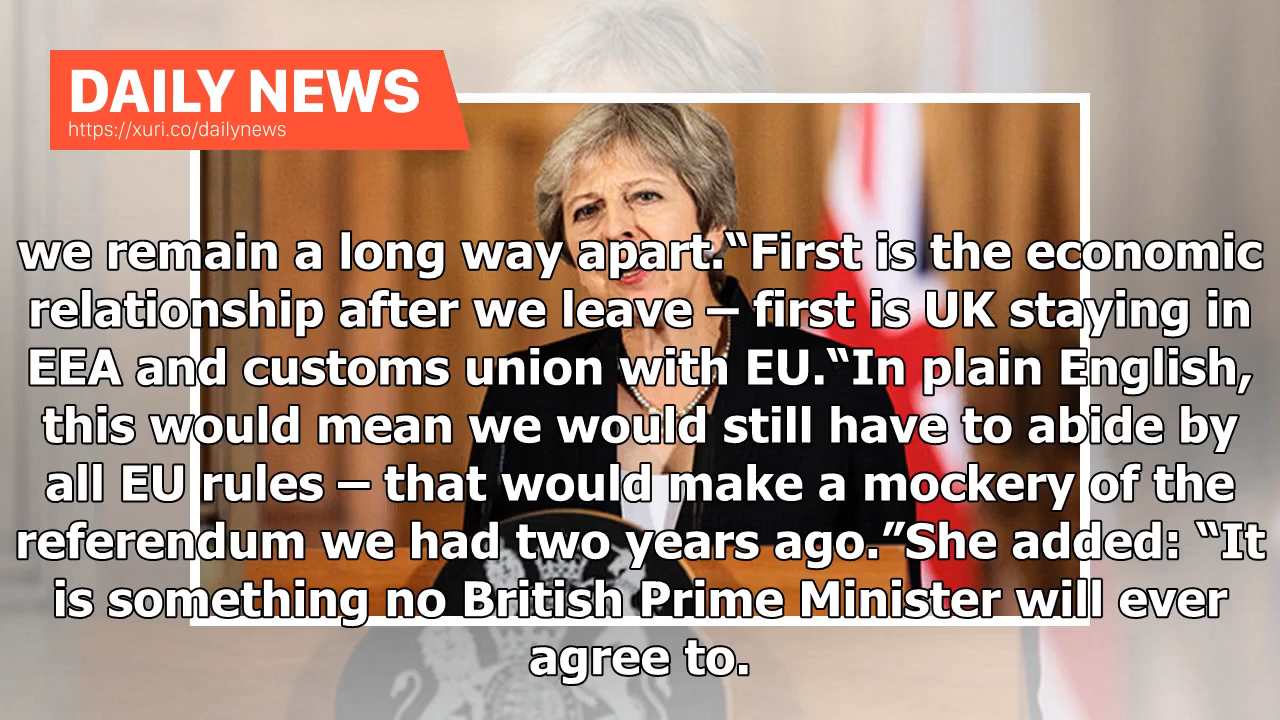 DAILY NEWS
https://xuri.co/dailynews
we remain a long way apart.“First is the economic
relationship after we leave – first is UK staying in
EEA and customs union with EU.“In plain English,
this would mean we would still have to abide by
all EU rules – that would make a mockery of the
referendum we had two years ago.”She added: “It
is something no British Prime Minister will ever
agree to.